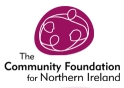 The
Community Foundation
for Northern Ireland